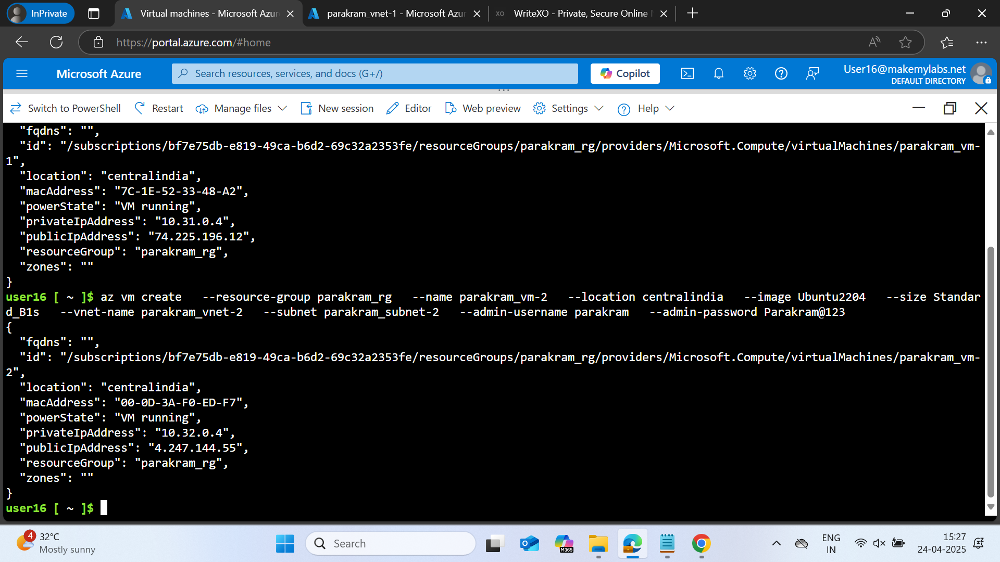 InPrivate
Virtual machines - Microsoft Azur
parakram_vnet-1 - Microsoft Azur
XO
WriteXO - Private, Secure Online
https://portal.azure.com/#home
Microsoft Azure
Search resources, services, and docs (G+/)
Copilot
User16@makemylabs.net
DEFAULT DIRECTORY
Switch to PowerShell
Restart
Manage files
New session
Editor
Web preview
Settings
Help
"fqdns": "",
"id": "/subscriptions/bf7e75db-e819-49ca-b6d2-69c32a2353fe/resourceGroups/parakram_rg/providers/Microsoft.Compute/virtualMachines/parakram_vm-
1",
"location": "centralindia",
"macAddress": "7C-1E-52-33-48-A2",
"powerState": "VM running",
"privateIpAddress": "10.31.0.4",
"publicIpAddress": "74.225.196.12",
"resourceGroup": "parakram_rg",
"zones": ""
}
user16 [ ~ ]$ az vm create   --resource-group parakram_rg   --name parakram_vm-2   --location centralindia   --image Ubuntu2204   --size Standar
d_B1s   --vnet-name parakram_vnet-2   --subnet parakram_subnet-2   --admin-username parakram   --admin-password Parakram@123
{
"fqdns": "",
"id": "/subscriptions/bf7e75db-e819-49ca-b6d2-69c32a2353fe/resourceGroups/parakram_rg/providers/Microsoft.Compute/virtualMachines/parakram_vm-
2",
"location": "centralindia",
"macAddress": "00-0D-3A-F0-ED-F7",
"powerState": "VM running",
"privateIpAddress": "10.32.0.4",
"publicIpAddress": "4.247.144.55",
"resourceGroup": "parakram_rg",
"zones": ""
}
user16 [ ~ ]$
4
32°C
Mostly sunny
Search
M365
ENG
IN
15:27
24-04-2025